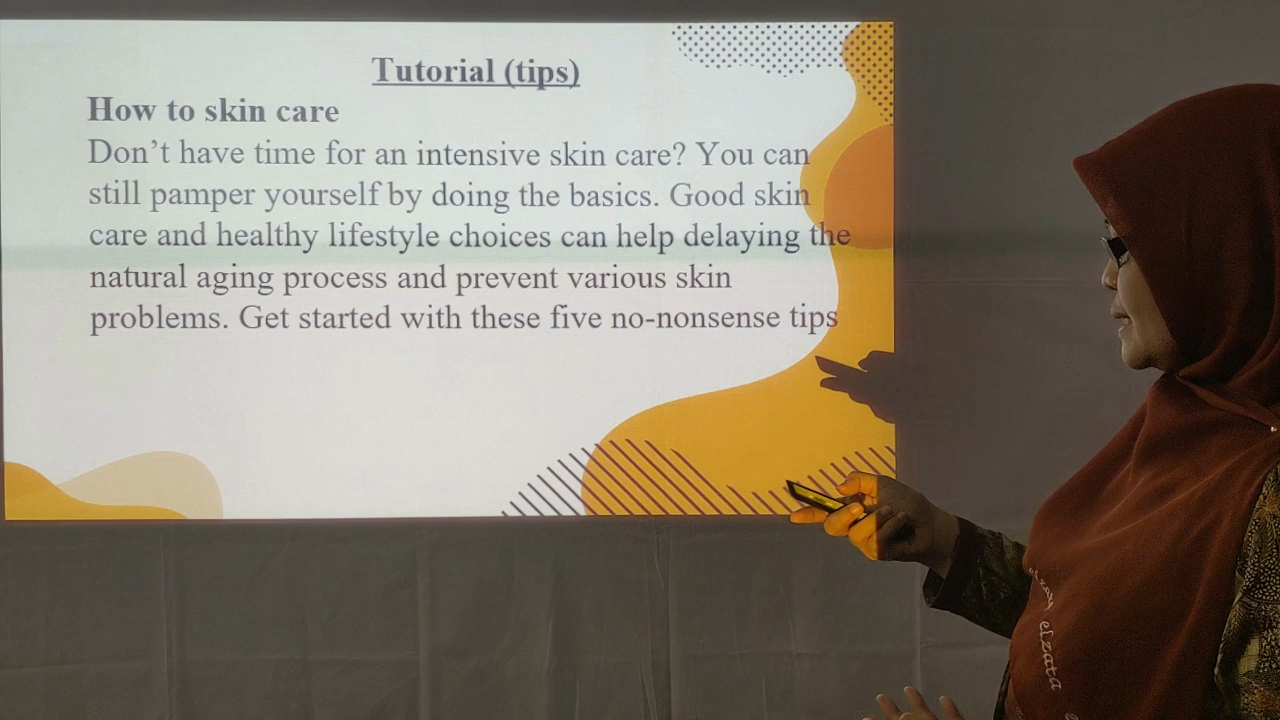 Tutorial (tips)
How to skin care
Don't have time for an intensive skin care? You can
still pamper yourself by doing the basics. Good skin
care and healthy lifestyle choices can help delaying the
natural aging process and prevent various skin
problems. Get started with these five no-nonsense tips
elzata